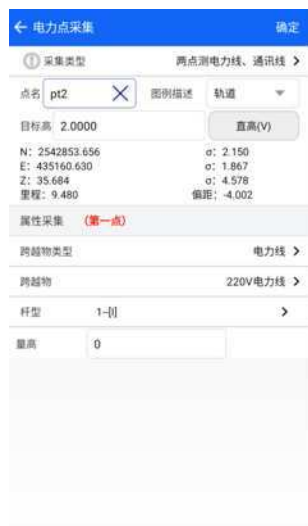 ← 电力点采集 确定
采集类型 两点测电力线、通讯线 >
点名 pt2 图例描述 轨道
目标高 2.0000 直高(V)
N: 2542853.656 σ: 2.150
E: 435160.630 σ: 1.867
Z: 35.684 σ: 4.578
里程: 9.480 偏距: -4.002
属性采集 (第一点)
跨越物类型 电力线 >
跨越物 220V电力线 >
杆型 1-[I] >
量高 0